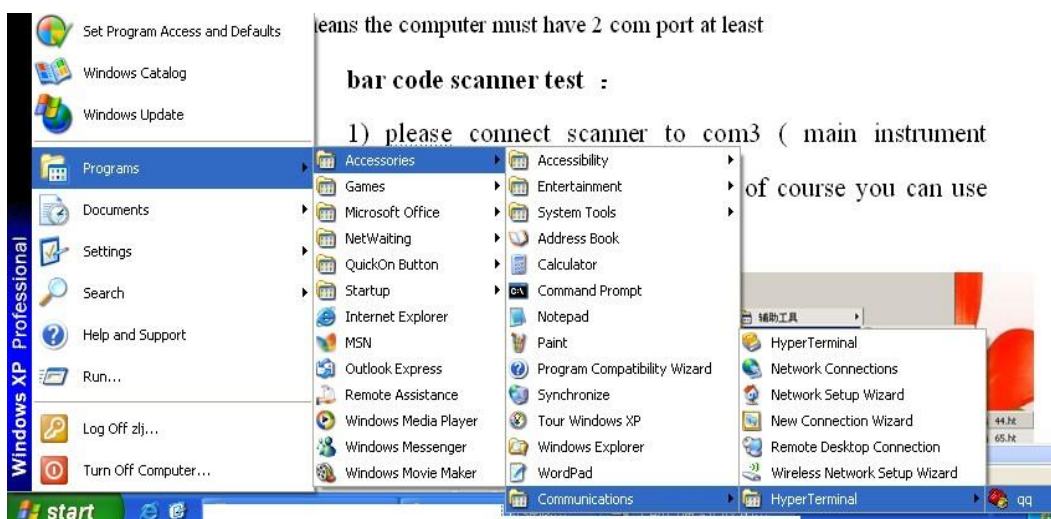 eans the computer must have 2 com port at least
bar code scanner test :
1) please connect scanner to com3 ( main instrument
of course you can use
Set Program Access and Defaults
Windows Catalog
Windows Update
Programs
Documents
Settings
Search
Help and Support
Run...
Log Off zlj...
Turn Off Computer...
Windows XP Professional
start
Accessories
Games
Microsoft Office
NetWaiting
QuickOn Button
Startup
Internet Explorer
MSN
Outlook Express
Remote Assistance
Windows Media Player
Windows Messenger
Windows Movie Maker
Accessibility
Entertainment
System Tools
Address Book
Calculator
Command Prompt
Notepad
Paint
Program Compatibility Wizard
Synchronize
Tour Windows XP
Windows Explorer
WordPad
Communications
辅助工具
HyperTerminal
Network Connections
Network Setup Wizard
New Connection Wizard
Remote Desktop Connection
Wireless Network Setup Wizard
HyperTerminal
qq
44.ht
65.ht